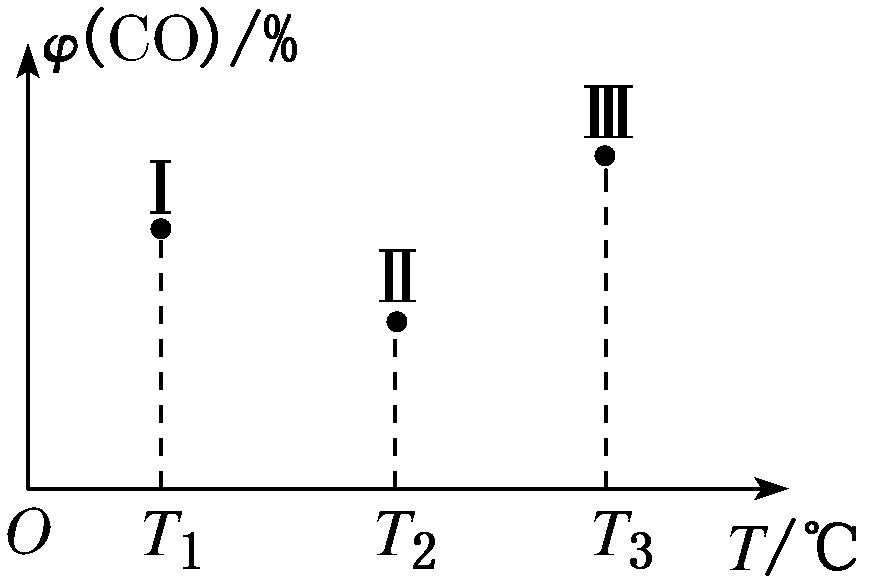 φ(CO)/%
Ⅲ
Ⅰ
Ⅱ
O T₁ T₂ T₃ T/℃